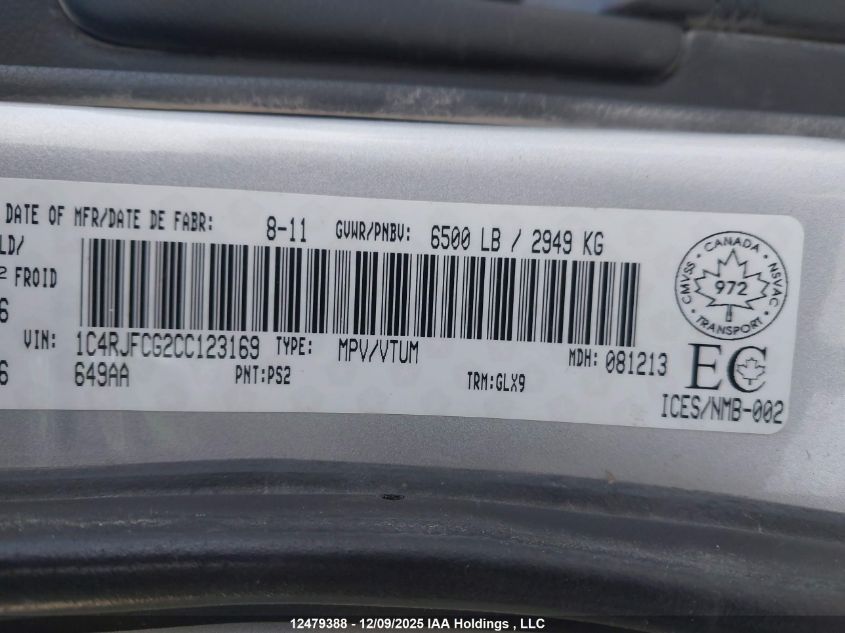 DATE OF MFR/DATE DE FABR: 8-11 GVWR/PNBV: 6500 LB / 2949 KG
LD/
FROID
6
VIN: 1C4RJFCG2CC123169 TYPE: MPV/VTUM MDH: 081213
6 649AA PNT:PS2 TRM:GLX9
CANADA
CMVSS NSVAC
972
TRANSPORT
EC
ICES/NMB-002
12479388 - 12/09/2025 IAA Holdings , LLC